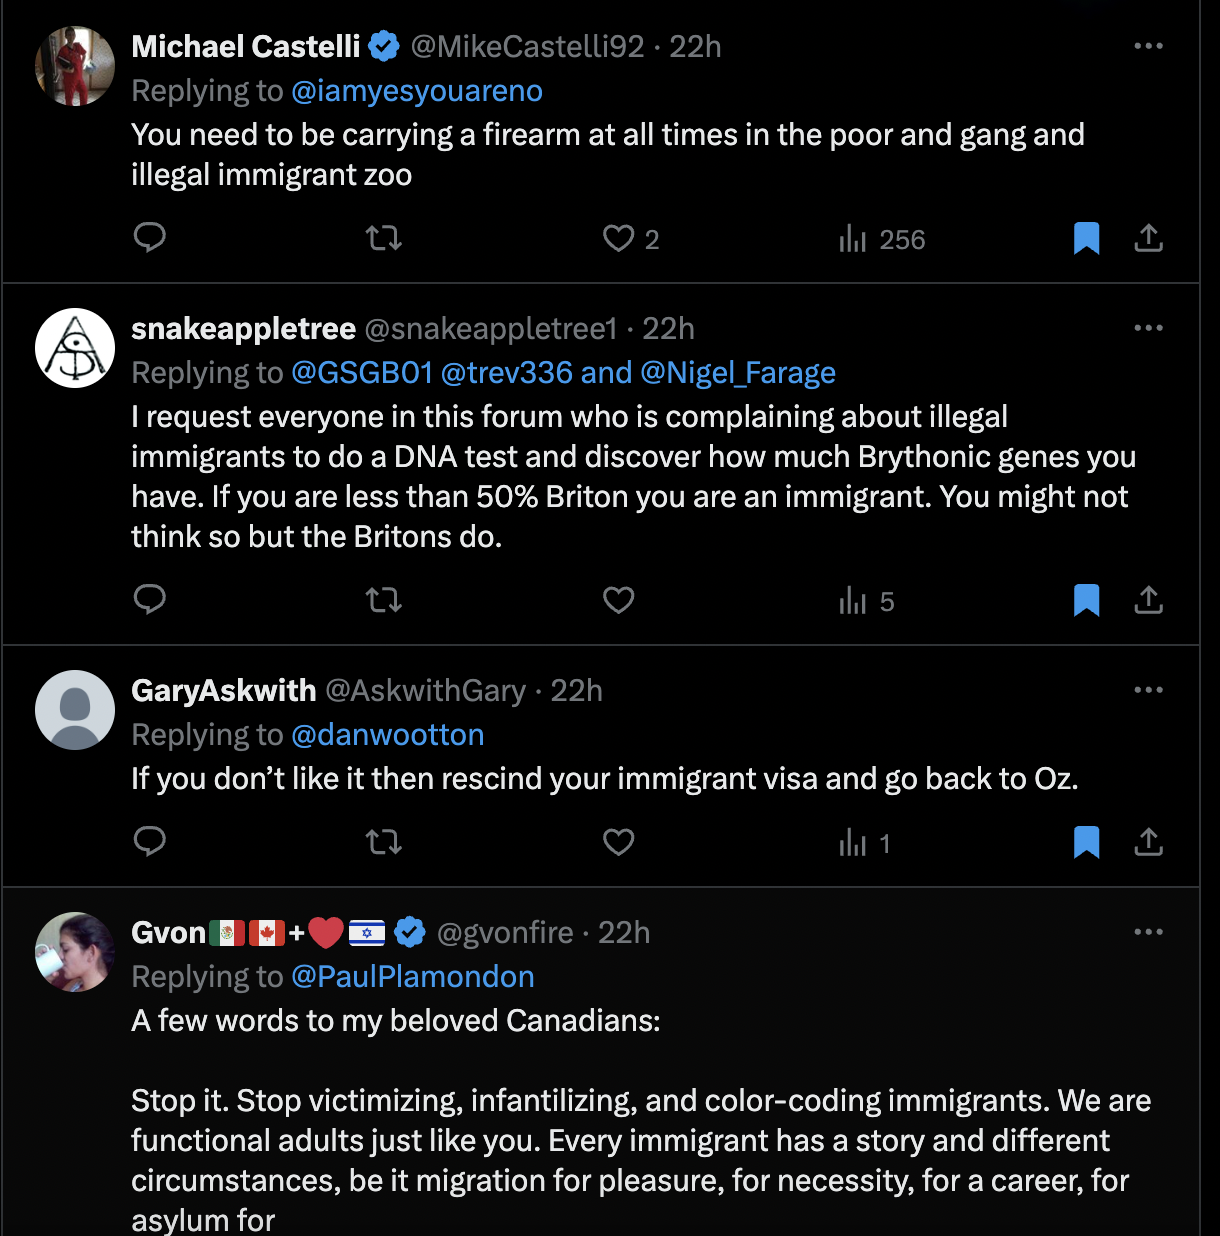 Michael Castelli @MikeCastelli92 · 22h
Replying to @iamyesyouareno
You need to be carrying a firearm at all times in the poor and gang and
illegal immigrant zoo
2 256
snakeappletree @snakeappletree1 · 22h
Replying to @GSGB01 @trev336 and @Nigel_Farage
I request everyone in this forum who is complaining about illegal
immigrants to do a DNA test and discover how much Brythonic genes you
have. If you are less than 50% Briton you are an immigrant. You might not
think so but the Britons do.
5
GaryAskwith @AskwithGary · 22h
Replying to @danwootton
If you don’t like it then rescind your immigrant visa and go back to Oz.
1
Gvon🇲🇽🇨🇦+❤️🇮🇱 @gvonfire · 22h
Replying to @PaulPlamondon
A few words to my beloved Canadians:
Stop it. Stop victimizing, infantilizing, and color-coding immigrants. We are
functional adults just like you. Every immigrant has a story and different
circumstances, be it migration for pleasure, for necessity, for a career, for
asylum for